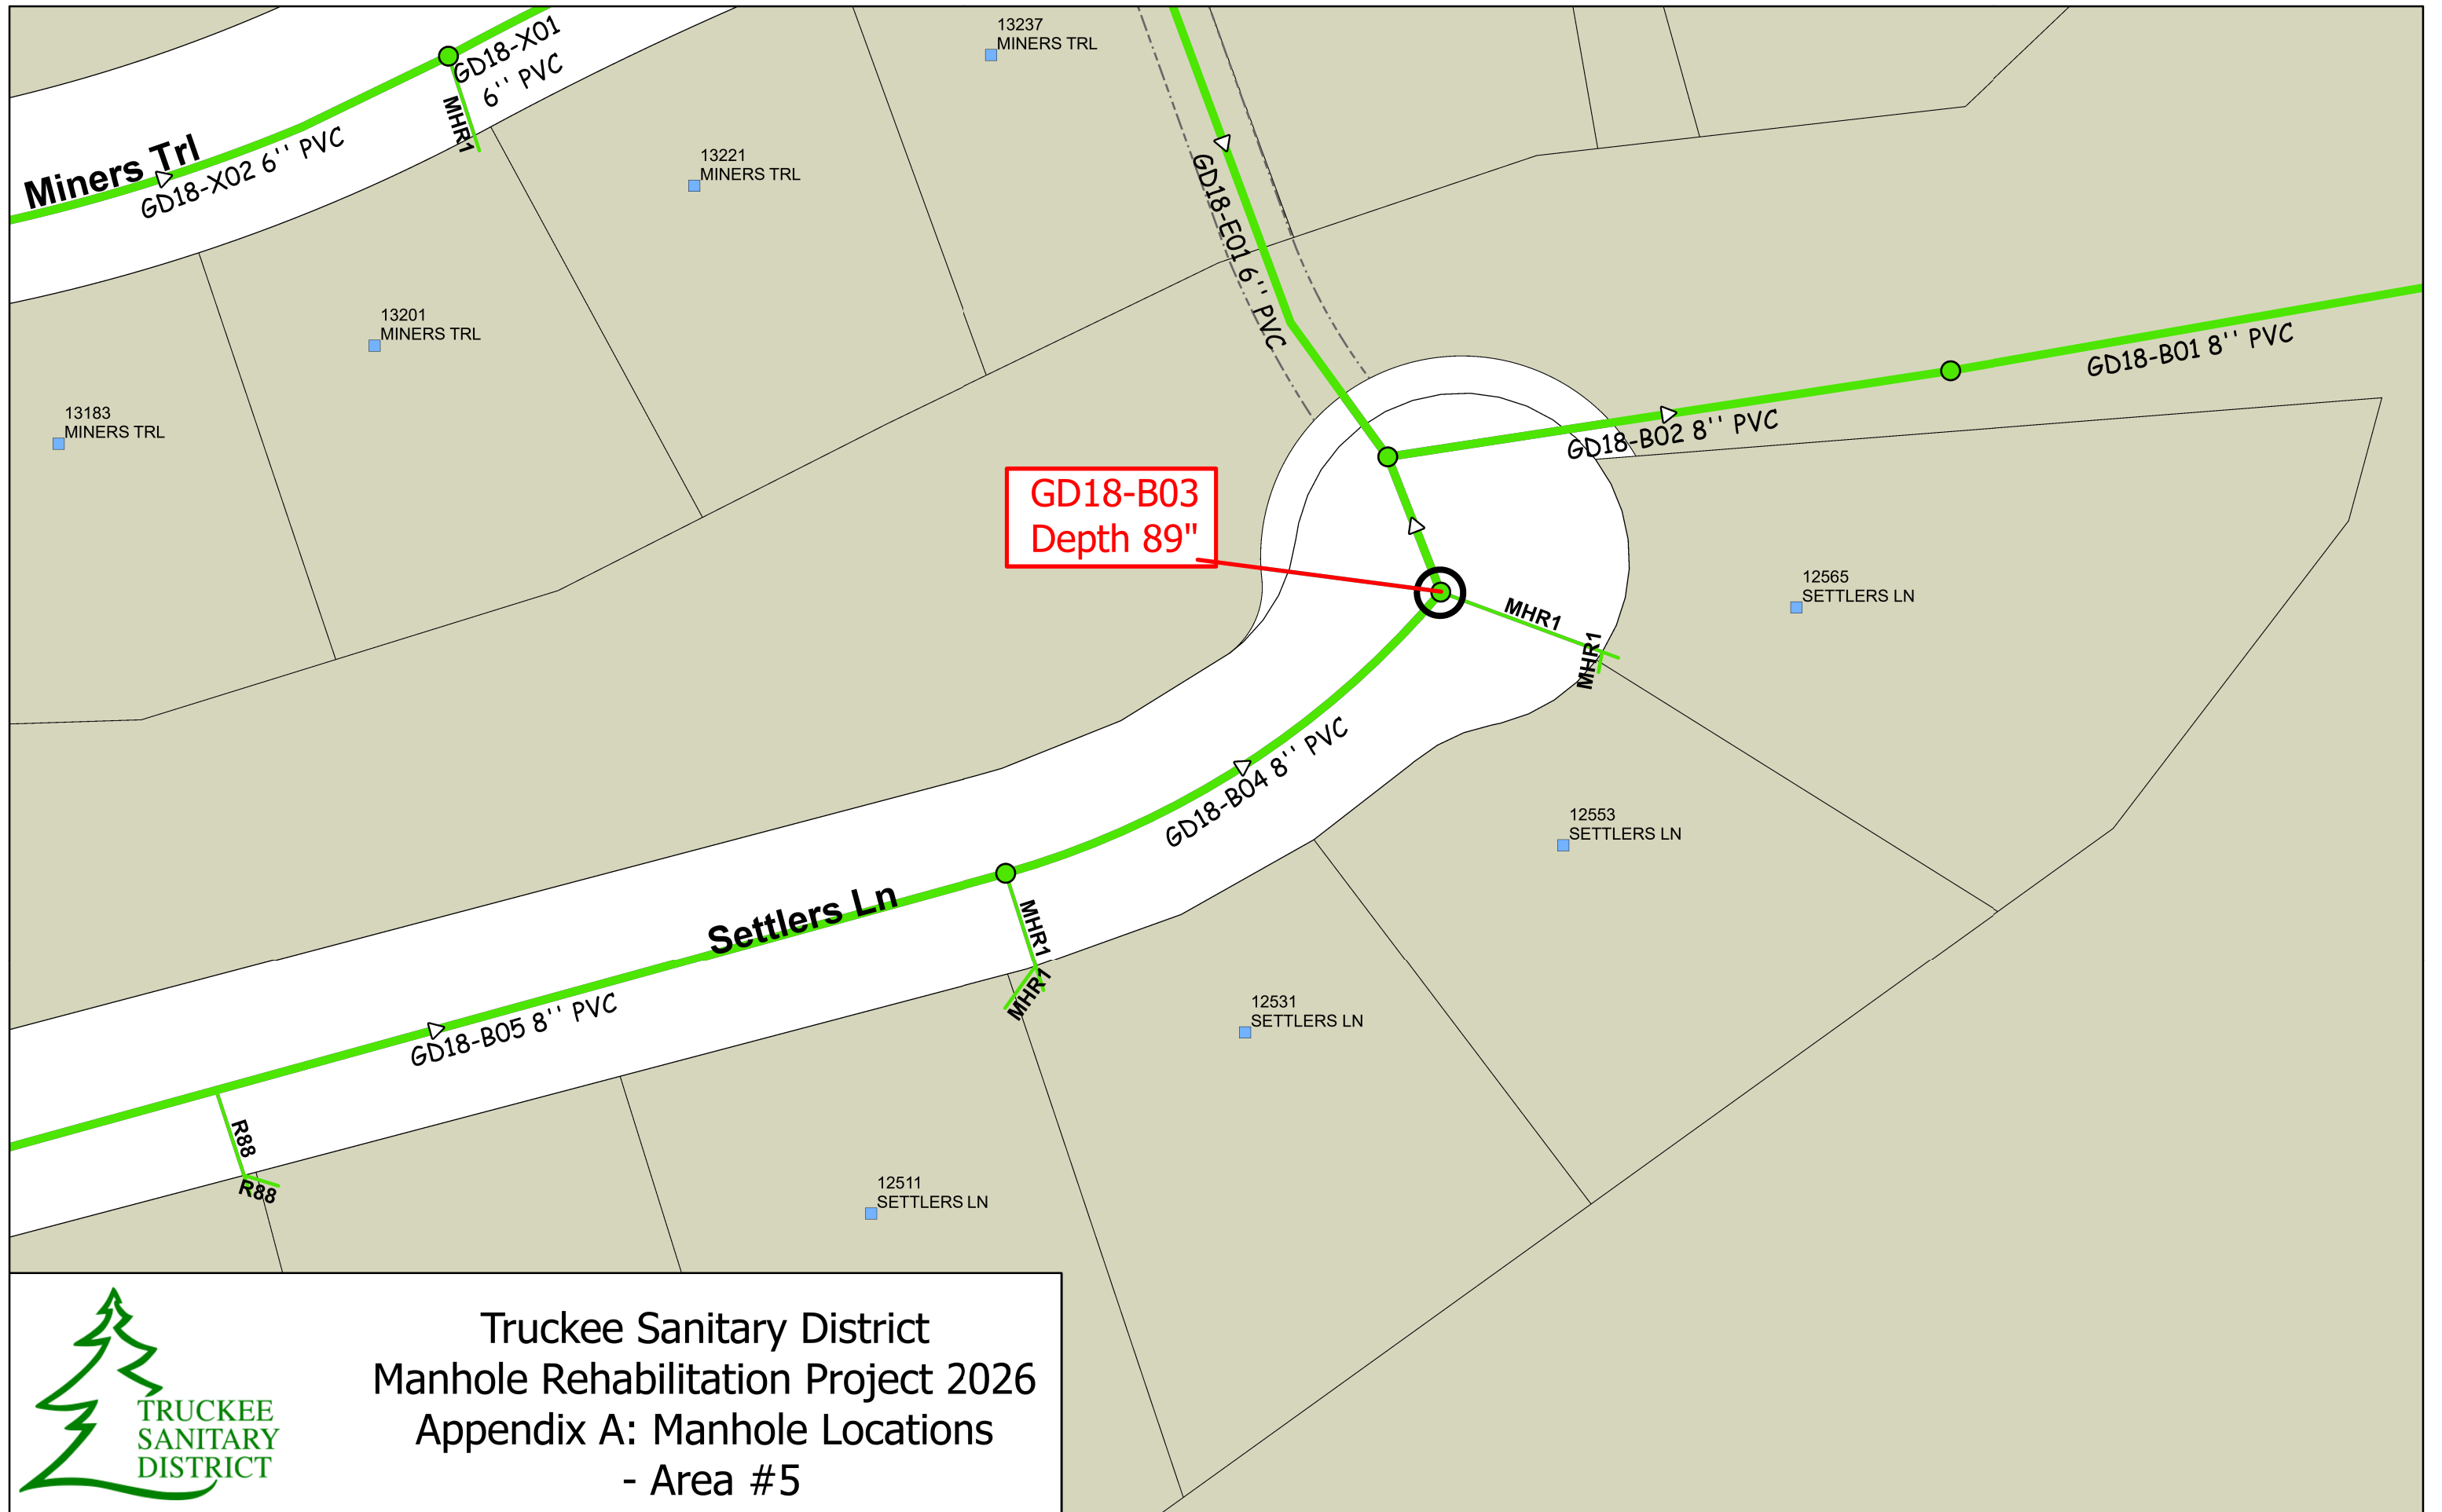 13237
MINERS TRL
GD18-X01
6'' PVC
MHR1
Miners Trl
GD18-X02 6'' PVC
13221
MINERS TRL
GD18-E01 6'' PVC
13201
MINERS TRL
GD18-B01 8'' PVC
13183
MINERS TRL
GD18-B02 8'' PVC
GD18-B03
Depth 89"
12565
SETTLERS LN
MHR1
MHR1
GD18-B04 8'' PVC
12553
SETTLERS LN
Settlers Ln
MHR1
MHR1
12531
SETTLERS LN
GD18-B05 8'' PVC
R88
R88
12511
SETTLERS LN
Truckee Sanitary District
Manhole Rehabilitation Project 2026
Appendix A: Manhole Locations
- Area #5
TRUCKEE
SANITARY
DISTRICT